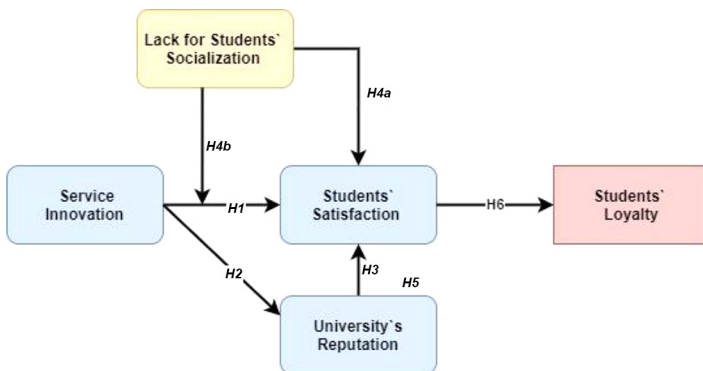 Lack for Students`
Socialization
H4a
H4b
Service
Innovation
H1
Students`
Satisfaction
H6
Students`
Loyalty
H2
H3
H5
University`s
Reputation